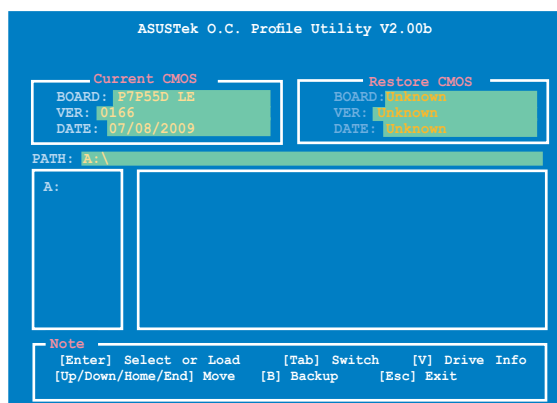 ASUSTek O.C. Profile Utility V2.00b
Current CMOS
BOARD: P7P55D LE
VER: 0166
DATE: 07/08/2009
Restore CMOS
BOARD:Unknown
VER: Unknown
DATE: Unknown
PATH: A:\
A:
Note
[Enter] Select or Load [Tab] Switch [V] Drive Info
[Up/Down/Home/End] Move [B] Backup [Esc] Exit